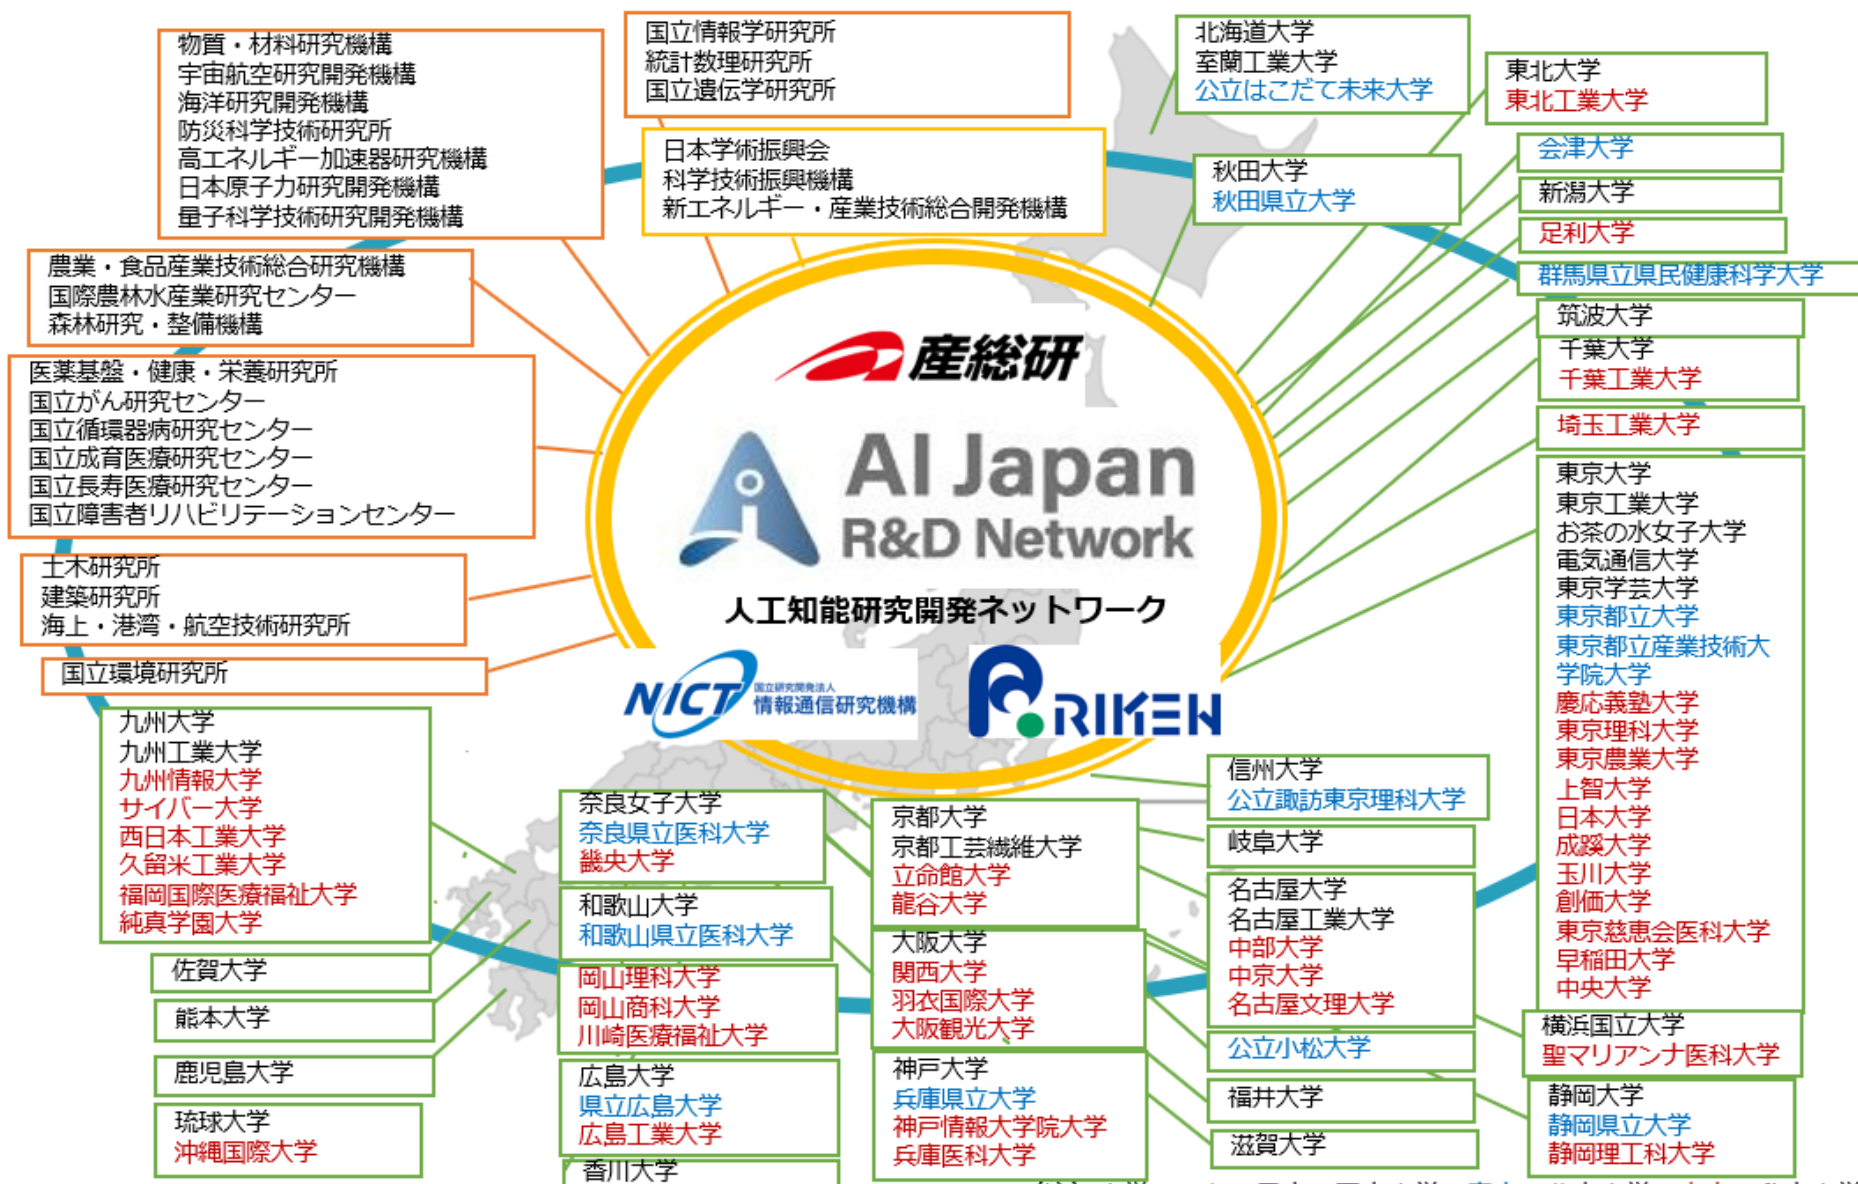 物質・材料研究機構
宇宙航空研究開発機構
海洋研究開発機構
防災科学技術研究所
高エネルギー加速器研究機構
日本原子力研究開発機構
量子科学技術研究開発機構
国立情報学研究所
統計数理研究所
国立遺伝学研究所
日本学術振興会
科学技術振興機構
新エネルギー・産業技術総合開発機構
北海道大学
室蘭工業大学
公立はこだて未来大学
東北大学
東北工業大学
秋田大学
秋田県立大学
会津大学
新潟大学
足利大学
群馬県立県民健康科学大学
筑波大学
千葉大学
千葉工業大学
埼玉工業大学
農業・食品産業技術総合研究機構
国際農林水産業研究センター
森林研究・整備機構
医薬基盤・健康・栄養研究所
国立がん研究センター
国立循環器病研究センター
国立成育医療研究センター
国立長寿医療研究センター
国立障害者リハビリテーションセンター
土木研究所
建築研究所
海上・港湾・航空技術研究所
国立環境研究所
産総研
AI Japan
R&D Network
人工知能研究開発ネットワーク
NICT
国立研究開発法人
情報通信研究機構
RIKEN
東京大学
東京工業大学
お茶の水女子大学
電気通信大学
東京学芸大学
東京都立大学
東京都立産業技術大
学院大学
慶応義塾大学
東京理科大学
東京農業大学
上智大学
日本大学
成蹊大学
玉川大学
創価大学
東京慈恵会医科大学
早稲田大学
中央大学
九州大学
九州工業大学
九州情報大学
サイバー大学
西日本工業大学
久留米工業大学
福岡国際医療福祉大学
純真学園大学
佐賀大学
熊本大学
鹿児島大学
琉球大学
沖縄国際大学
奈良女子大学
奈良県立医科大学
畿央大学
和歌山大学
和歌山県立医科大学
岡山理科大学
岡山商科大学
川崎医療福祉大学
広島大学
県立広島大学
広島工業大学
香川大学
京都大学
京都工芸繊維大学
立命館大学
龍谷大学
大阪大学
関西大学
羽衣国際大学
大阪観光大学
神戸大学
兵庫県立大学
神戸情報大学院大学
兵庫医科大学
信州大学
公立諏訪東京理科大学
岐阜大学
名古屋大学
名古屋工業大学
中部大学
中京大学
名古屋文理大学
公立小松大学
福井大学
滋賀大学
横浜国立大学
聖マリアンナ医科大学
静岡大学
静岡県立大学
静岡理工科大学